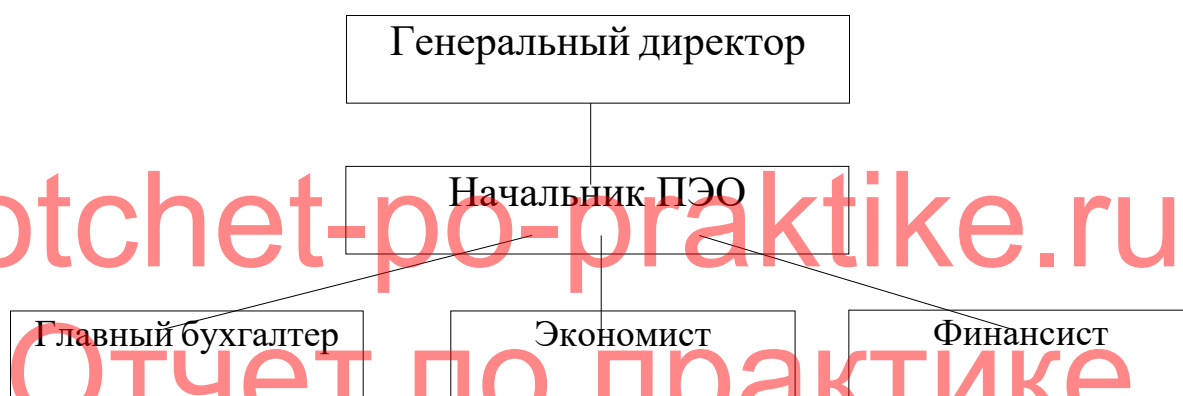 Генеральный директор
Начальник ПЭО
otchet-po-praktike.ru
Главный бухгалтер
Экономист
Финансист
Отчет по практике